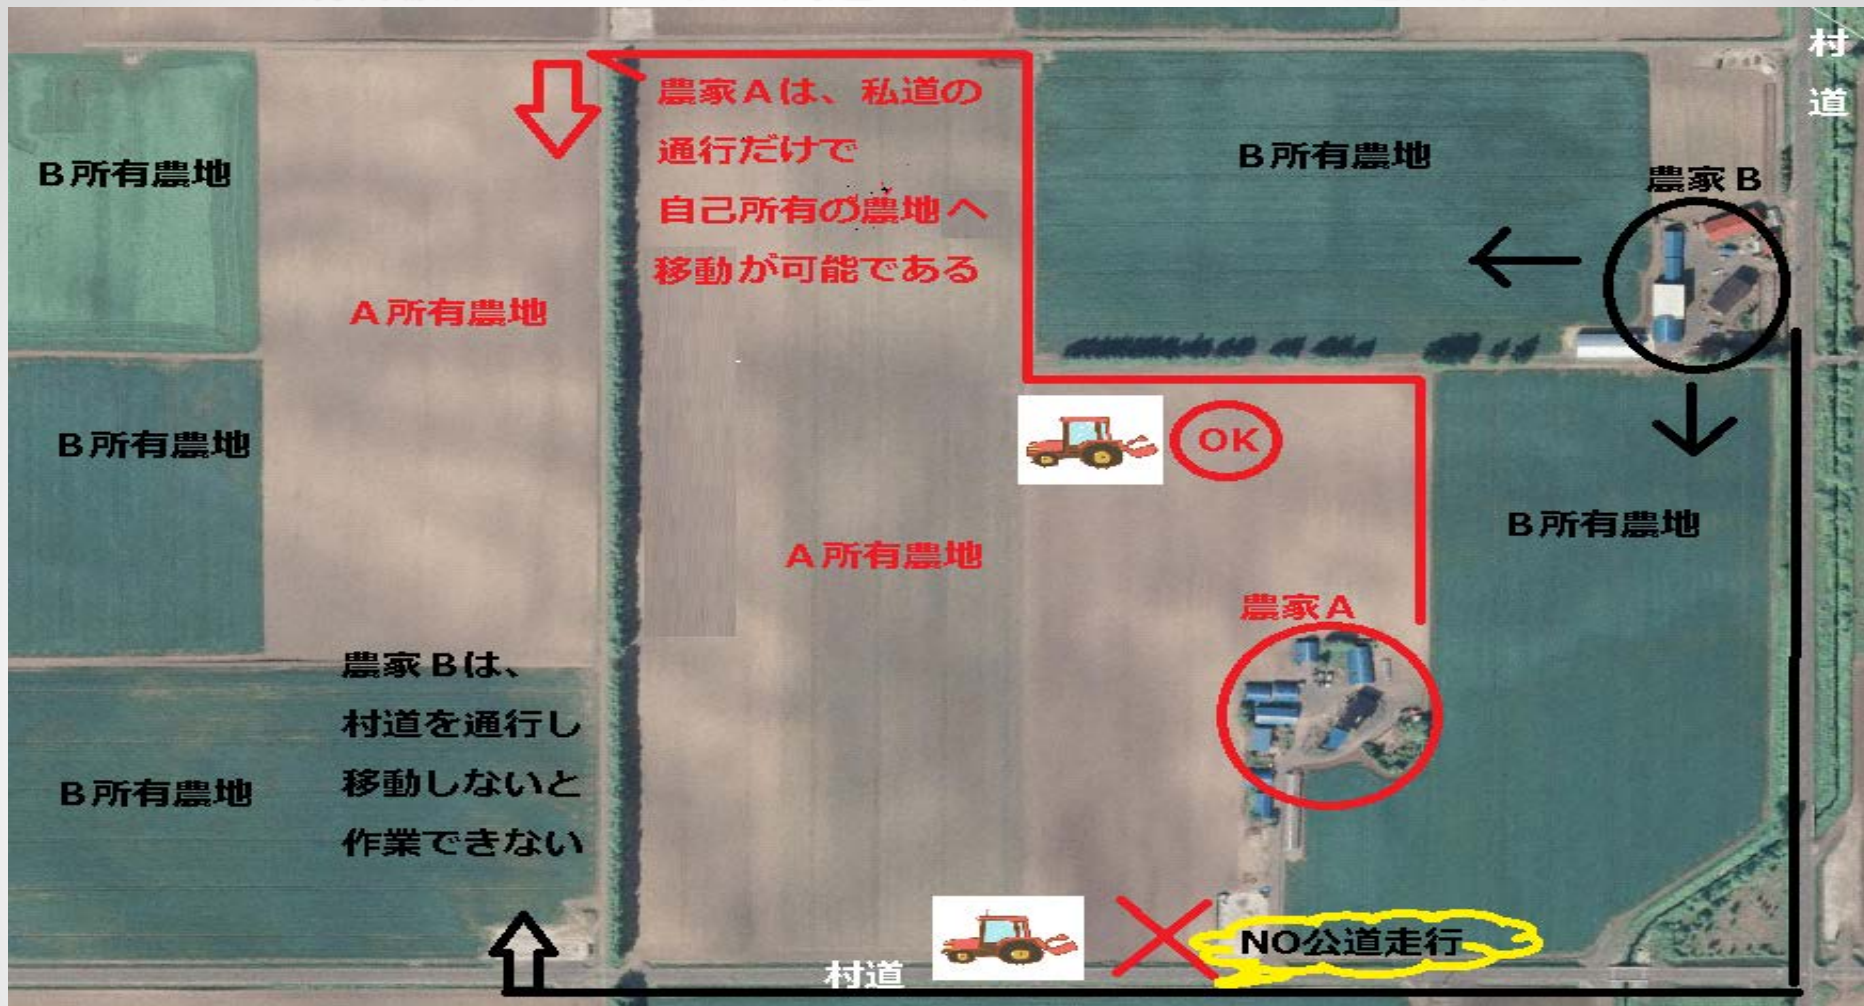 村
道
農家Aは、私道の
通行だけで
自己所有の農地へ
移動が可能である
B所有農地
B所有農地
農家B
A所有農地
B所有農地
OK
B所有農地
A所有農地
農家A
農家Bは、
村道を通行し
移動しないと
作業できない
B所有農地
NO公道走行
村道